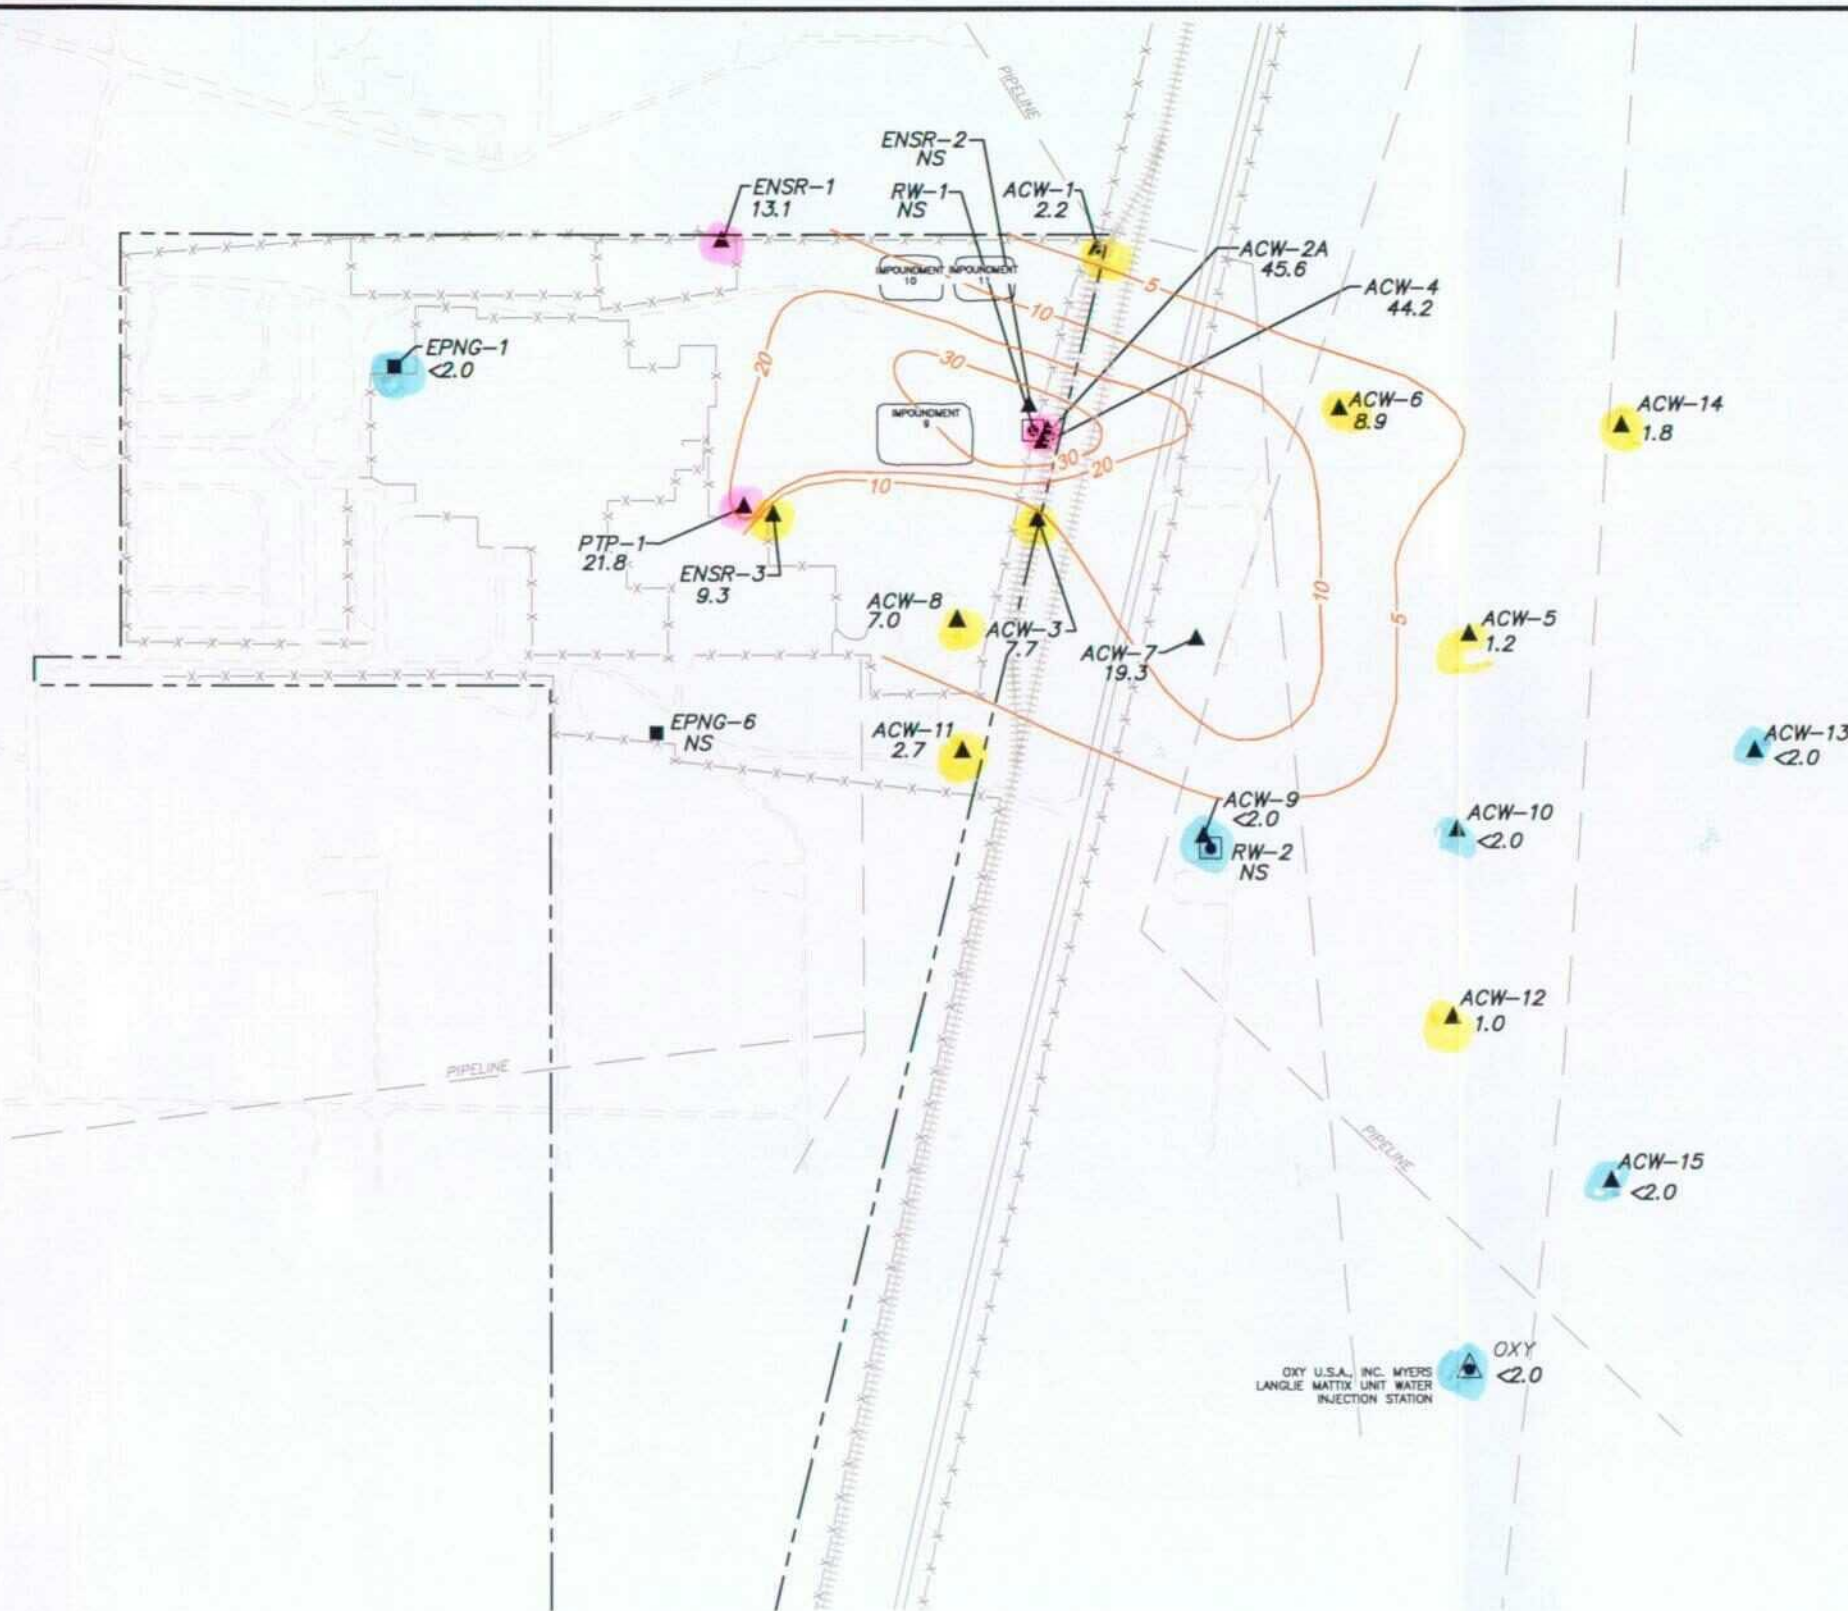 PIPELINE
ENSR-2
NS
ENSR-1
13.1
RW-1
NS
ACW-1
2.2
ACW-2A
45.6
ACW-4
44.2
IMPOUNDMENT
10
IMPOUNDMENT
1
5
10
EPNG-1
<2.0
20
30
IMPOUNDMENT
9
ACW-6
8.9
ACW-14
1.8
30
20
10
PTP-1
21.8
ENSR-3
9.3
ACW-8
7.0
ACW-3
7.7
ACW-7
19.3
10
5
ACW-5
1.2
EPNG-6
NS
ACW-11
2.7
ACW-13
<2.0
ACW-9
<2.0
RW-2
NS
ACW-10
<2.0
ACW-12
1.0
PIPELINE
PIPELINE
ACW-15
<2.0
OXY
<2.0
OXY U.S.A., INC. MYERS
LANGLIE MATTIX UNIT WATER
INJECTION STATION